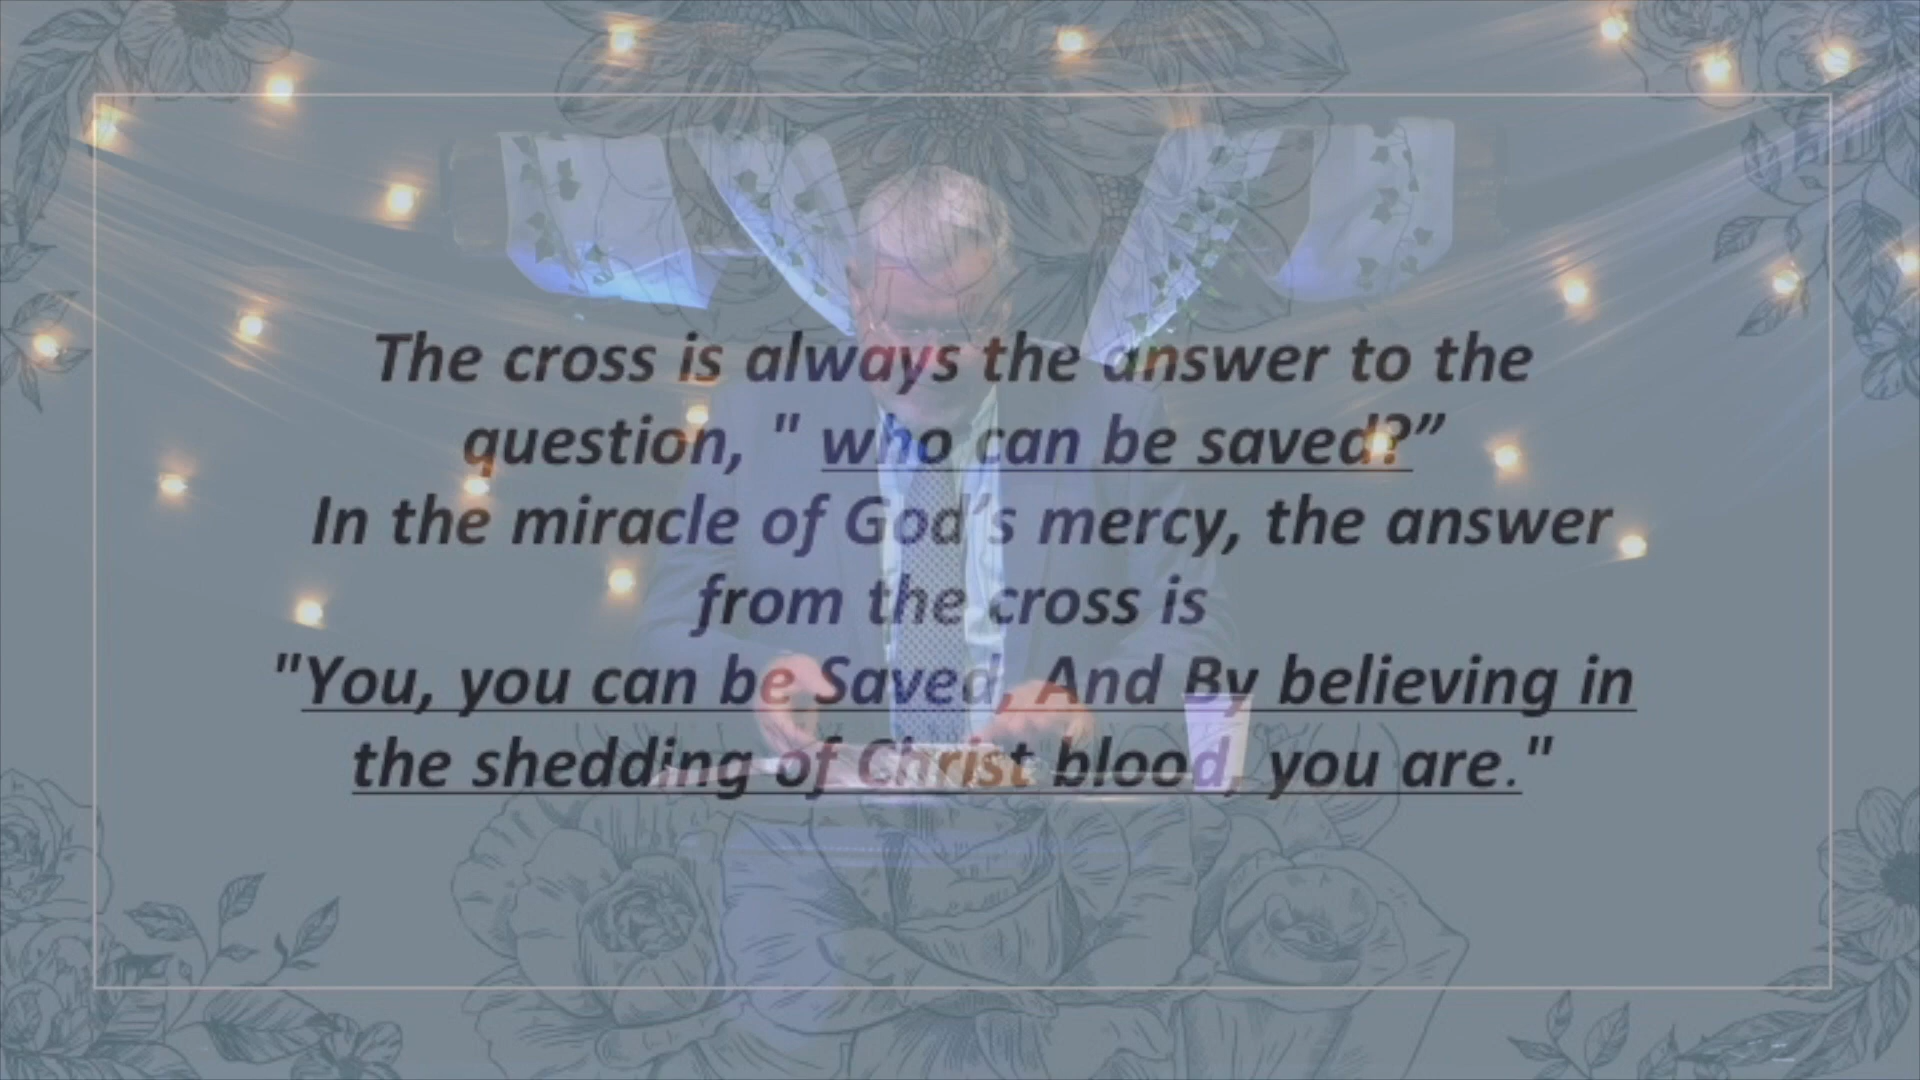 The cross is always the answer to the
question, " who can be saved?”
In the miracle of God’s mercy, the answer
from the cross is
"You, you can be Saved, And By believing in
the shedding of Christ blood, you are."